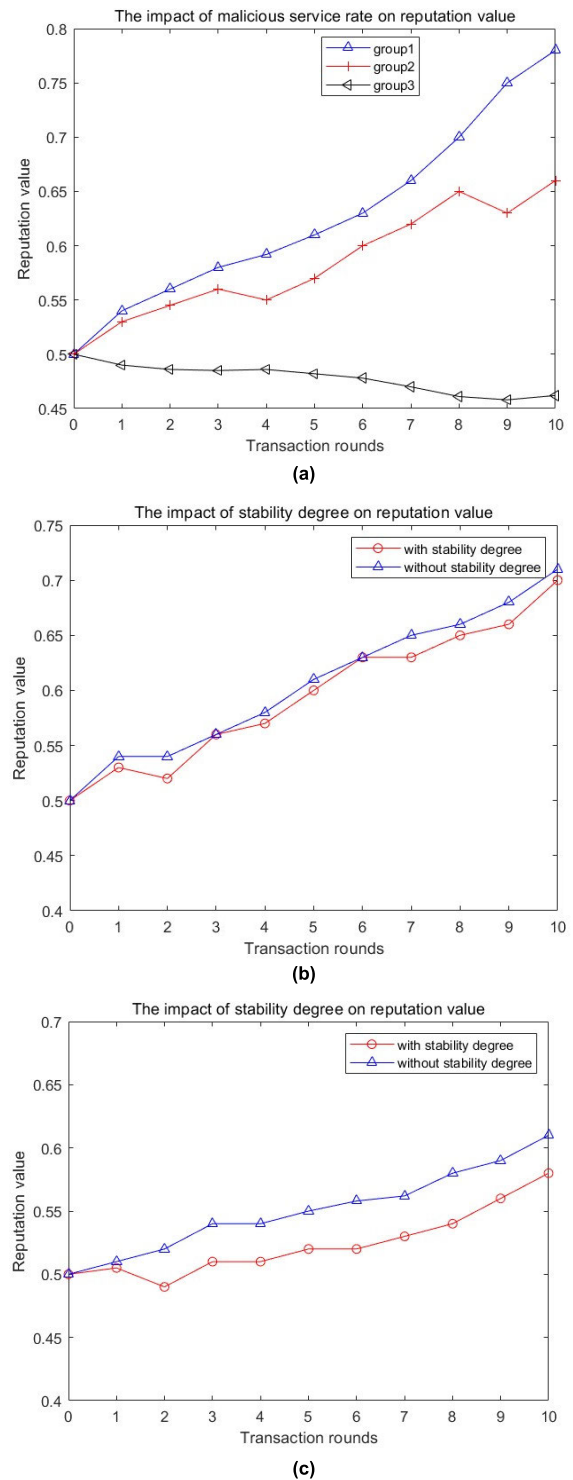 The impact of malicious service rate on reputation value
0.8
0.75
0.7
0.65
0.6
0.55
0.5
0.45
Reputation value
group1
group2
group3
0 1 2 3 4 5 6 7 8 9 10
Transaction rounds
(a)
The impact of stability degree on reputation value
0.75
0.7
0.65
0.6
0.55
0.5
0.45
0.4
Reputation value
with stability degree
without stability degree
0 1 2 3 4 5 6 7 8 9 10
Transaction rounds
(b)
The impact of stability degree on reputation value
0.7
0.65
0.6
0.55
0.5
0.45
0.4
Reputation value
with stability degree
without stability degree
0 1 2 3 4 5 6 7 8 9 10
Transaction rounds
(c)